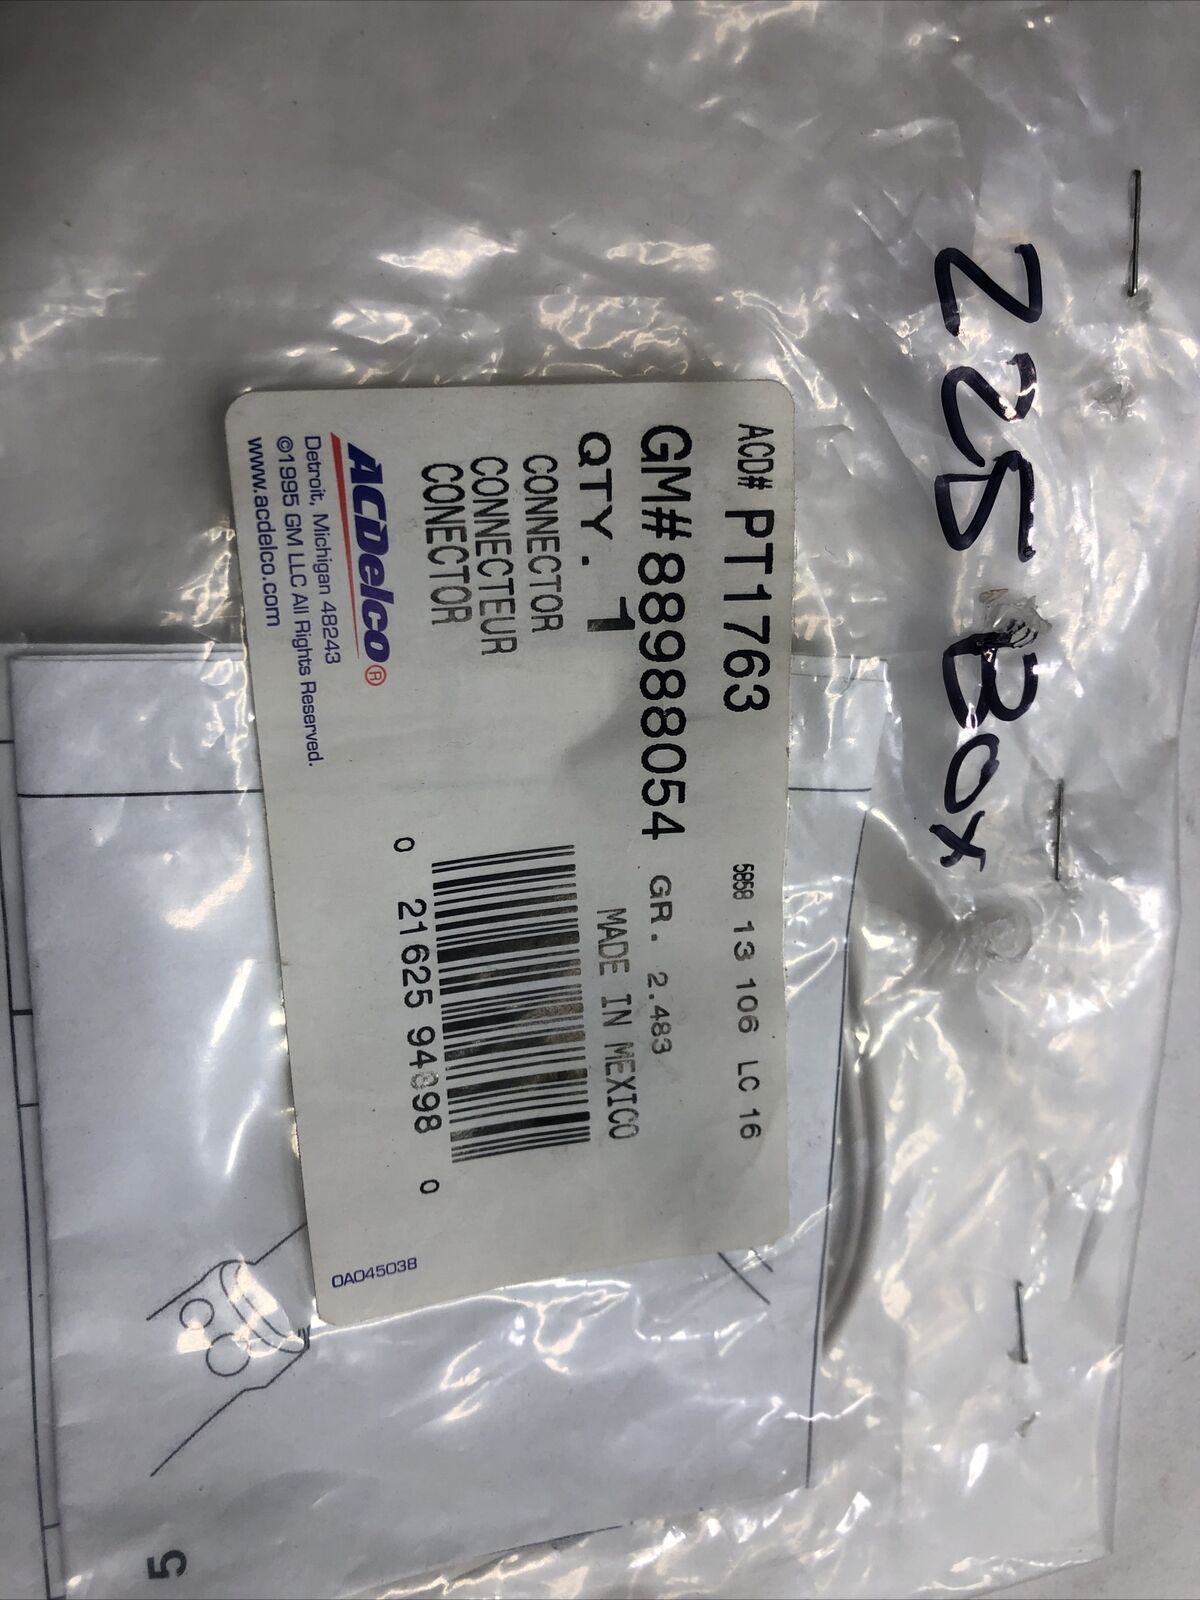 225 Box
ACD# PT1763 5858 13 106 LC 16
GM# 88988054 GR. 2.483
QTY. 1 MADE IN MEXICO
CONNECTOR
CONNECTEUR
CONECTOR
ACDelco®
Detroit, Michigan 48243
©1995 GM LLC All Rights Reserved.
www.acdelco.com
0 21625 94898 0
0A045038
5